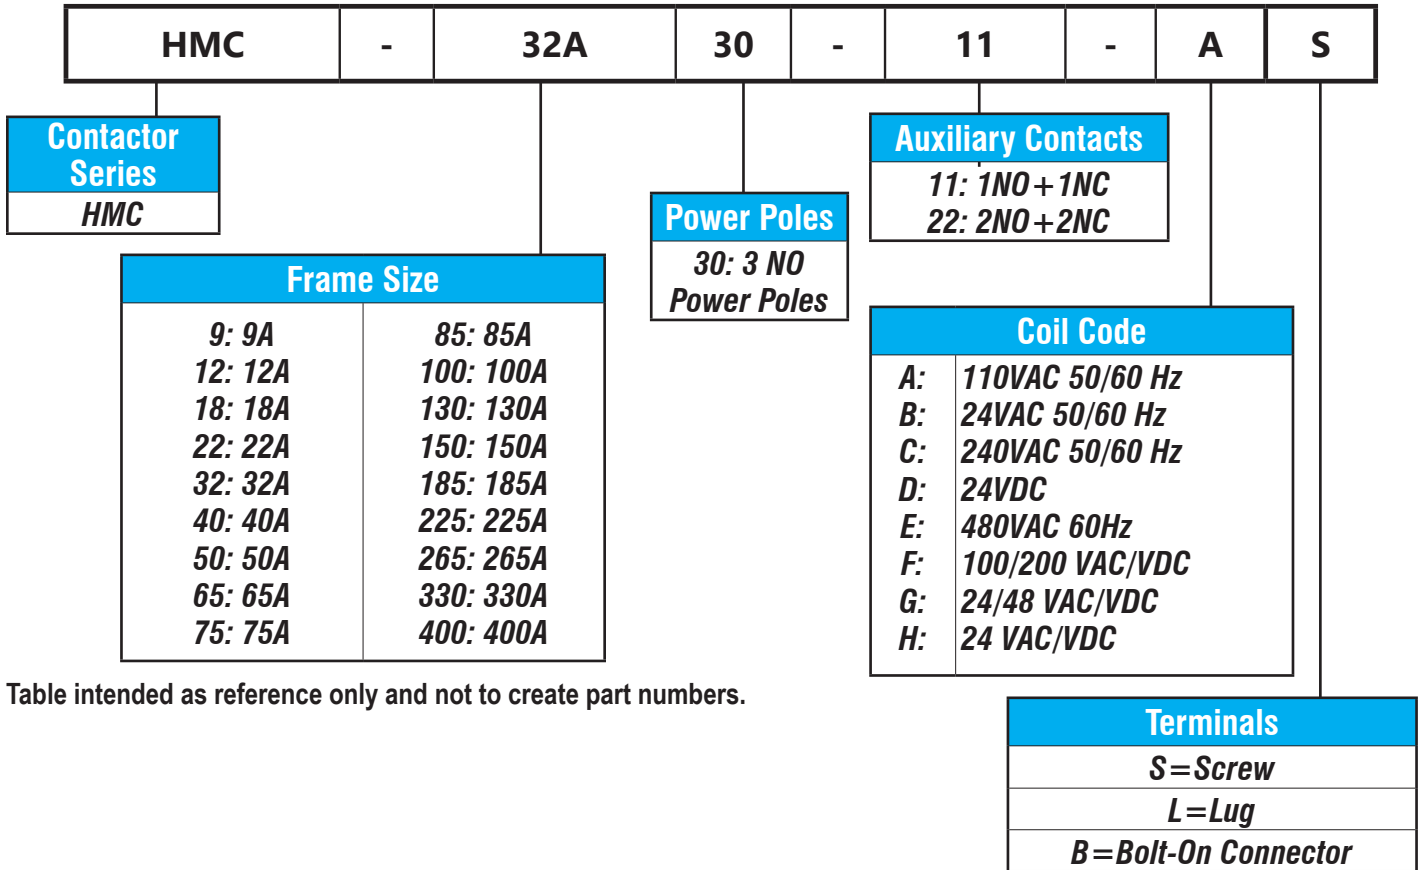 HMC - 32A 30 - 11 - A S
Contactor
Series
HMC
Frame Size
9: 9A
12: 12A
18: 18A
22: 22A
32: 32A
40: 40A
50: 50A
65: 65A
75: 75A
85: 85A
100: 100A
130: 130A
150: 150A
185: 185A
225: 225A
265: 265A
330: 330A
400: 400A
Power Poles
30: 3 NO
Power Poles
Auxiliary Contacts
11: 1NO+1NC
22: 2NO+2NC
Coil Code
A: 110VAC 50/60 Hz
B: 24VAC 50/60 Hz
C: 240VAC 50/60 Hz
D: 24VDC
E: 480VAC 60Hz
F: 100/200 VAC/VDC
G: 24/48 VAC/VDC
H: 24 VAC/VDC
Table intended as reference only and not to create part numbers.
Terminals
S=Screw
L=Lug
B=Bolt-On Connector